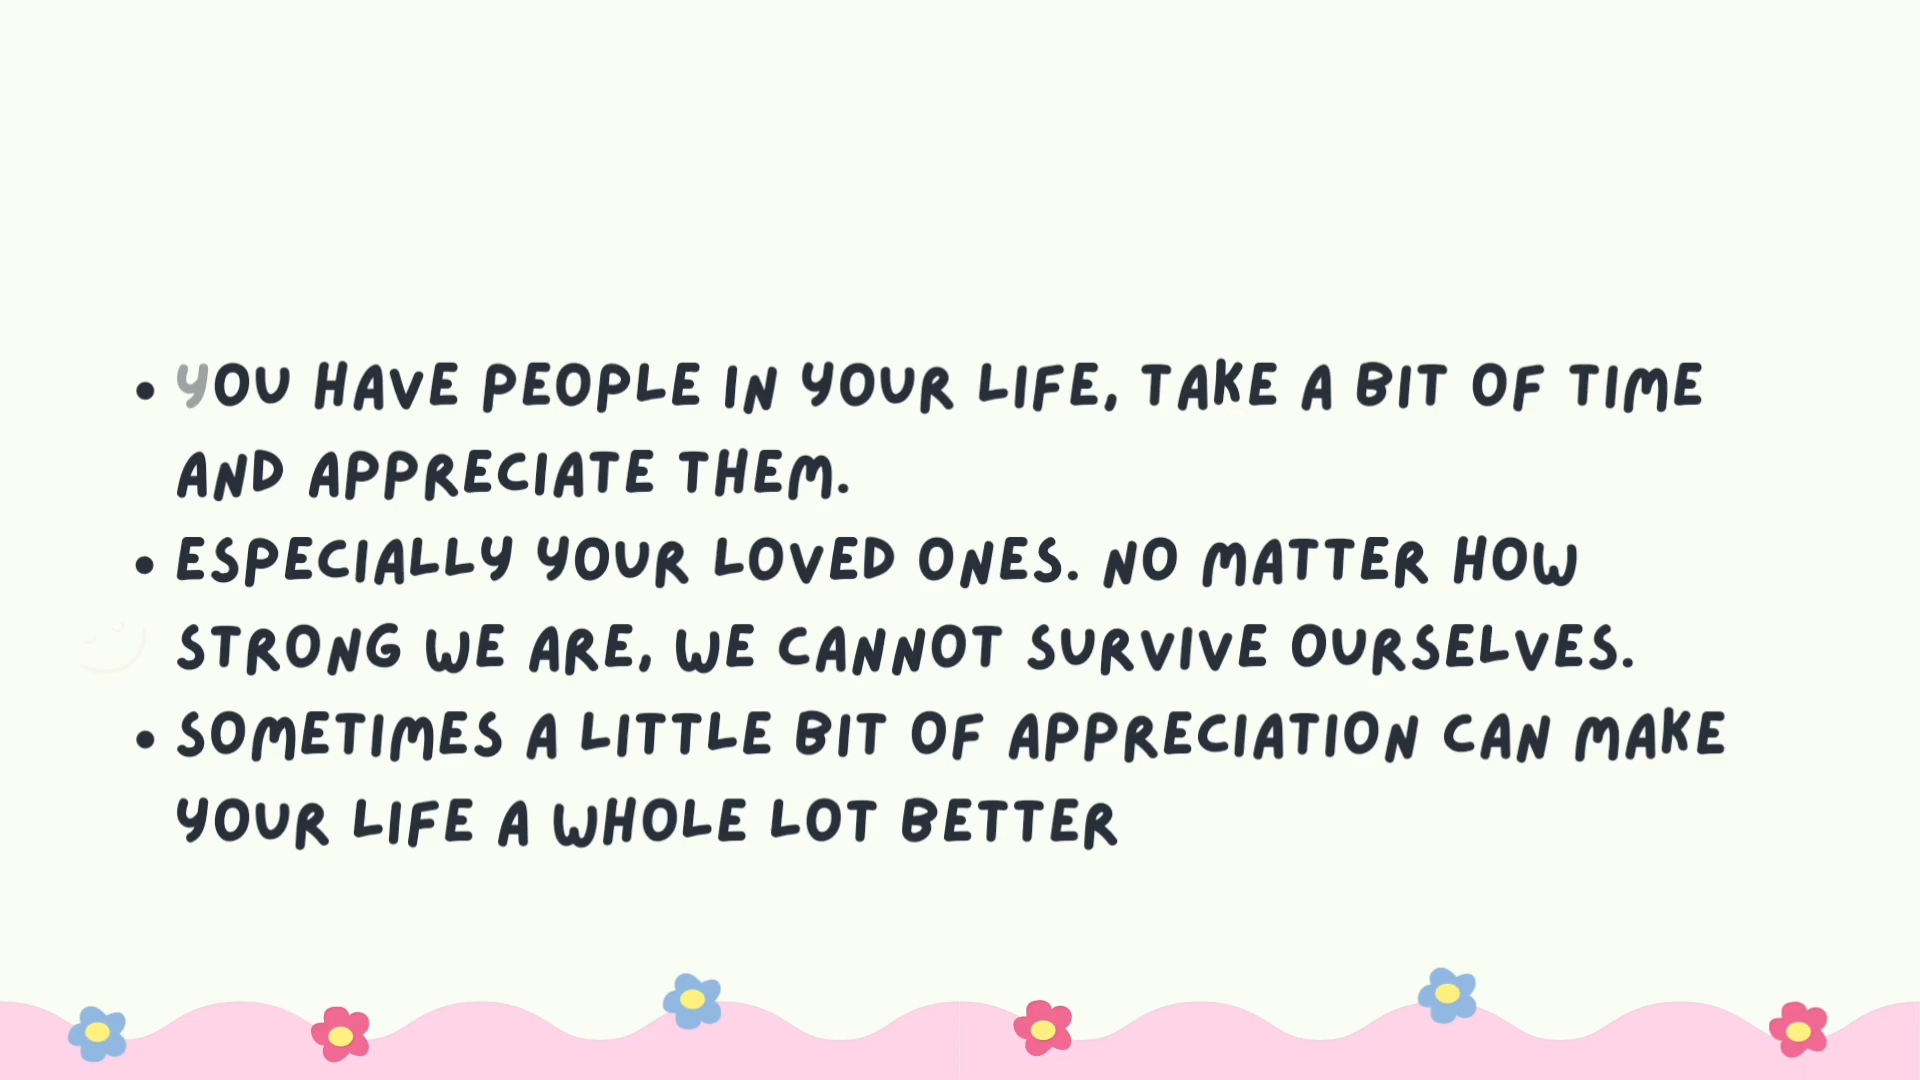 • YOU HAVE PEOPLE IN YOUR LIFE, TAKE A BIT OF TIME
AND APPRECIATE THEM.
• ESPECIALLY YOUR LOVED ONES. NO MATTER HOW
STRONG WE ARE, WE CANNOT SURVIVE OURSELVES.
• SOMETIMES A LITTLE BIT OF APPRECIATION CAN MAKE
YOUR LIFE A WHOLE LOT BETTER